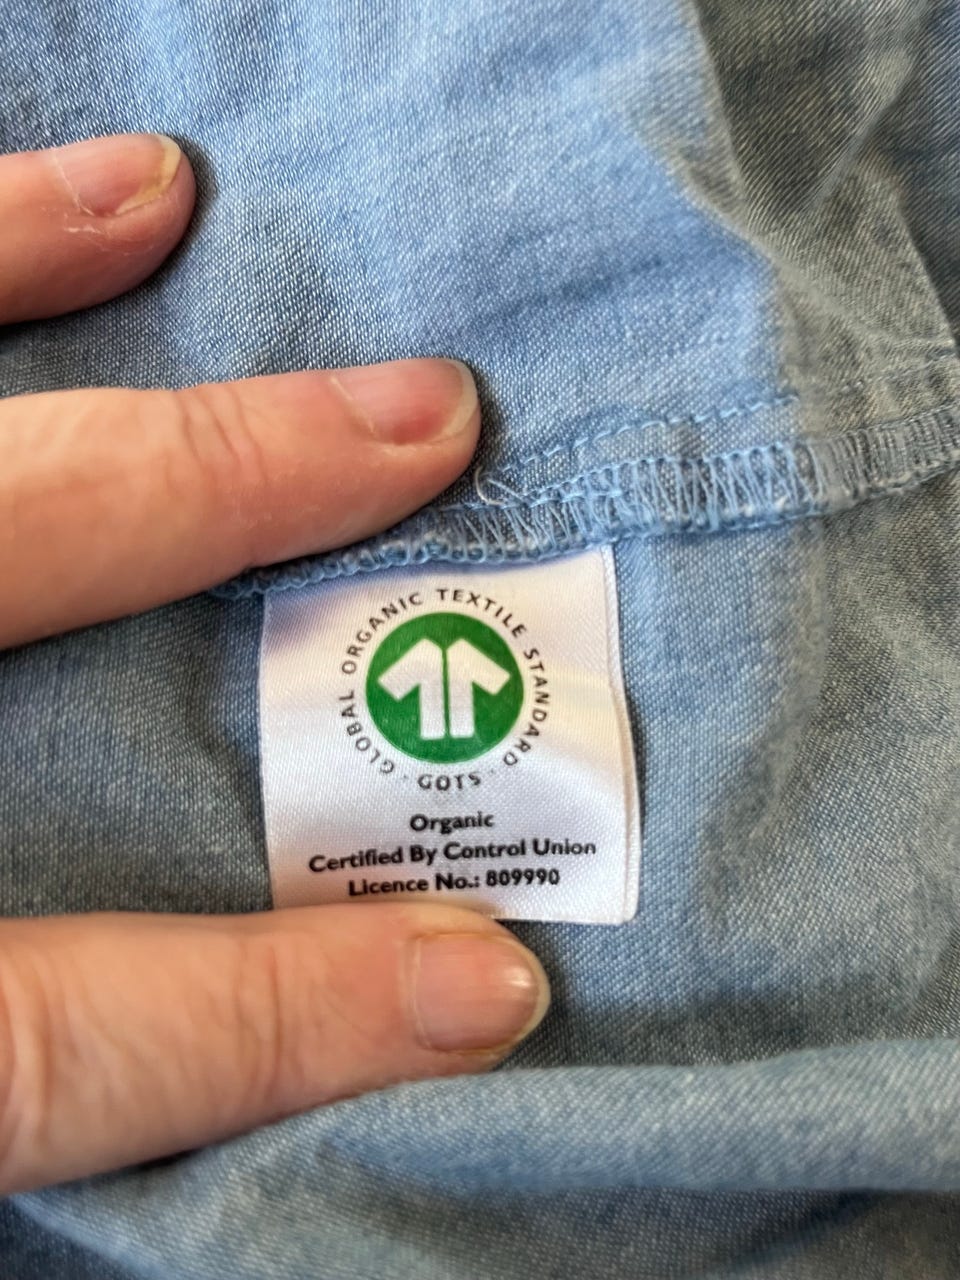 GLOBAL ORGANIC TEXTILE STANDARD · GOTS ·
Organic
Certified By Control Union
Licence No.: 809990